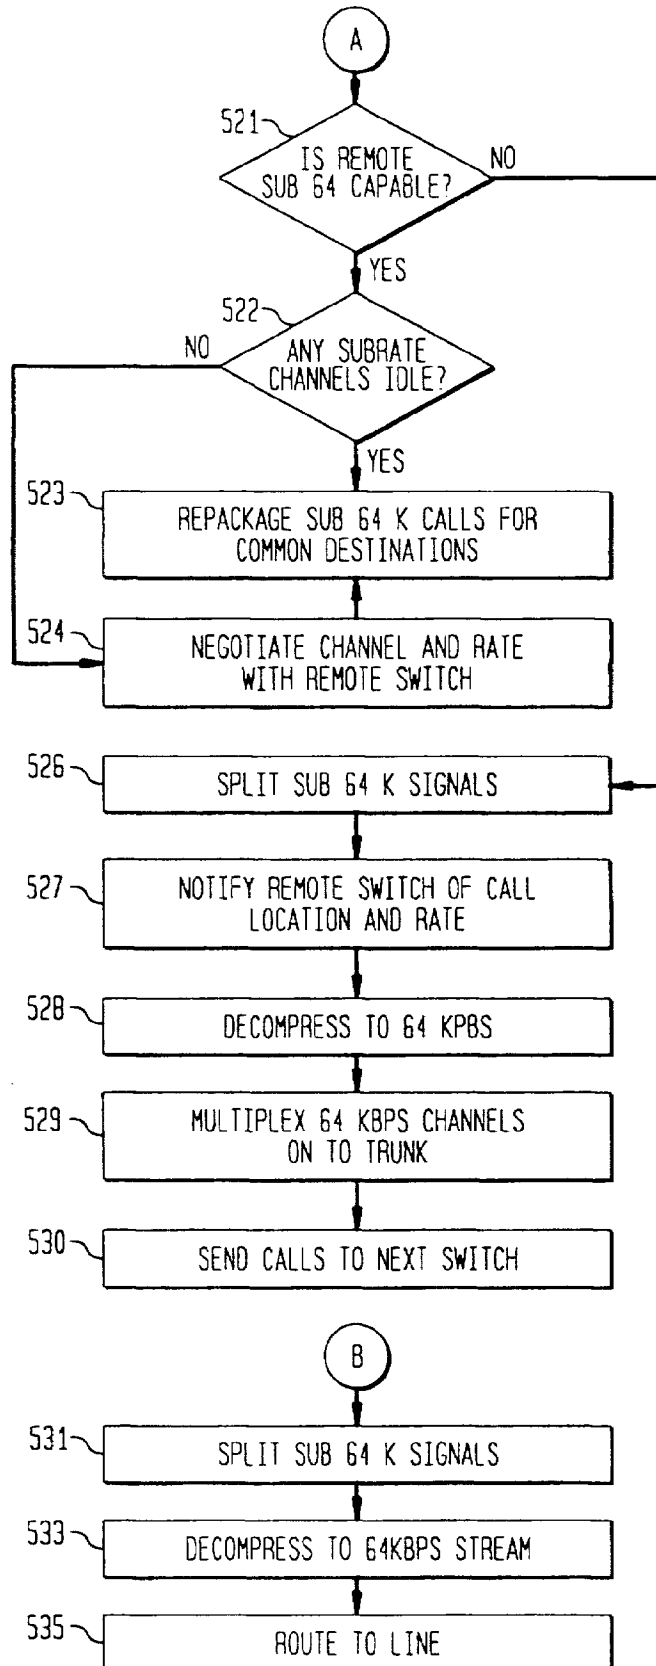 A
521
IS REMOTE
SUB 64 CAPABLE?
NO
YES
522
NO
ANY SUBRATE
CHANNELS IDLE?
YES
523
REPACKAGE SUB 64 K CALLS FOR
COMMON DESTINATIONS
524
NEGOTIATE CHANNEL AND RATE
WITH REMOTE SWITCH
526
SPLIT SUB 64 K SIGNALS
527
NOTIFY REMOTE SWITCH OF CALL
LOCATION AND RATE
528
DECOMPRESS TO 64 KPBS
529
MULTIPLEX 64 KBPS CHANNELS
ON TO TRUNK
530
SEND CALLS TO NEXT SWITCH
B
531
SPLIT SUB 64 K SIGNALS
533
DECOMPRESS TO 64KBPS STREAM
535
ROUTE TO LINE